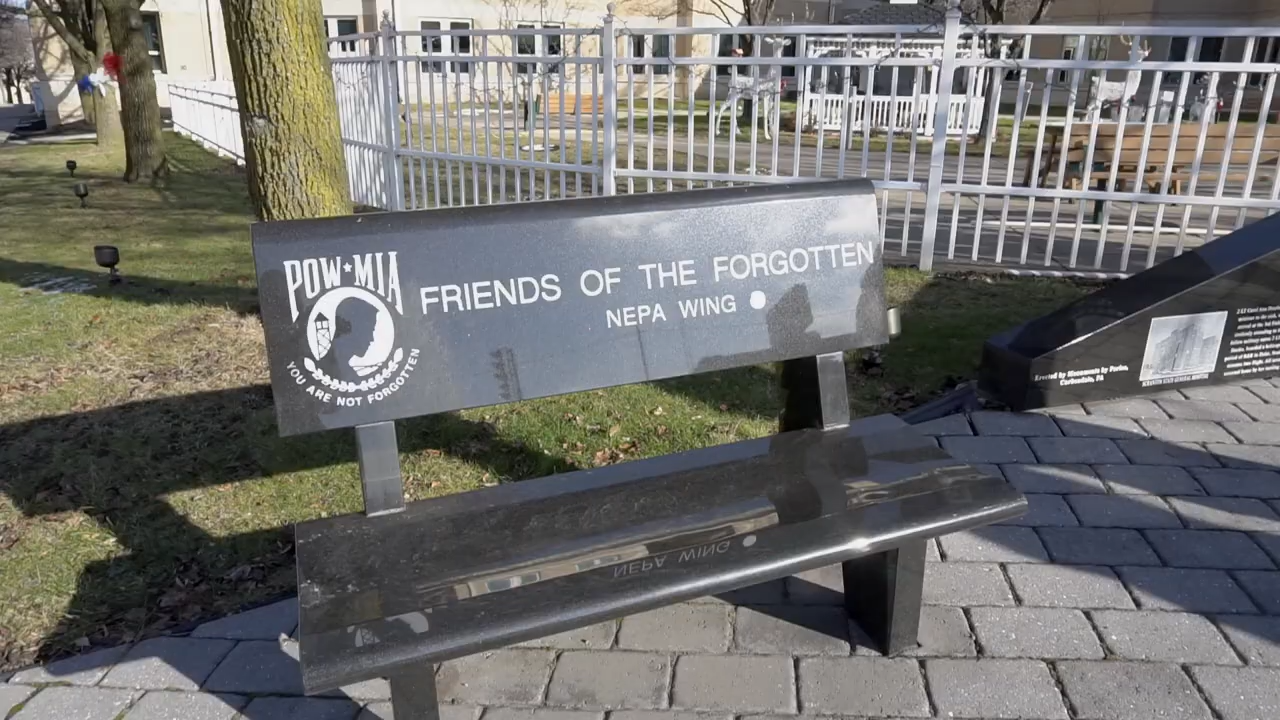 POW★MIA
YOU ARE NOT FORGOTTEN
FRIENDS OF THE FORGOTTEN
NEPA WING
NEPA WING
Erected by Monuments by Parise,
Carbondale, PA
SCRANTON STATE GENERAL HOSPITAL